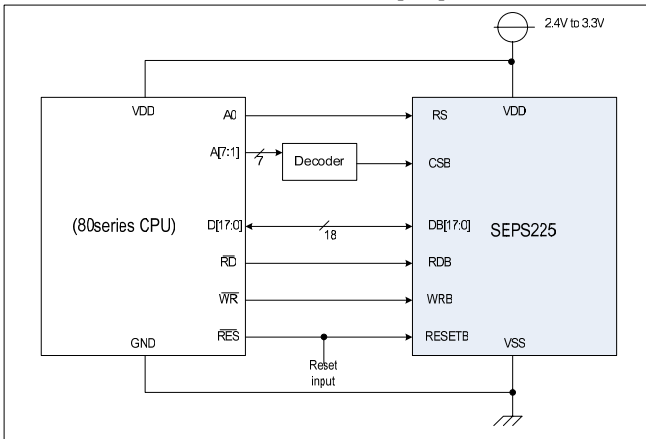 2.4V to 3.3V
VDD
A0
A[7:1]
7
Decoder
(80series CPU)
D[17:0]
18
RD
WR
RES
GND
Reset
input
RS
VDD
CSB
DB[17:0]
SEPS225
RDB
WRB
RESETB
VSS